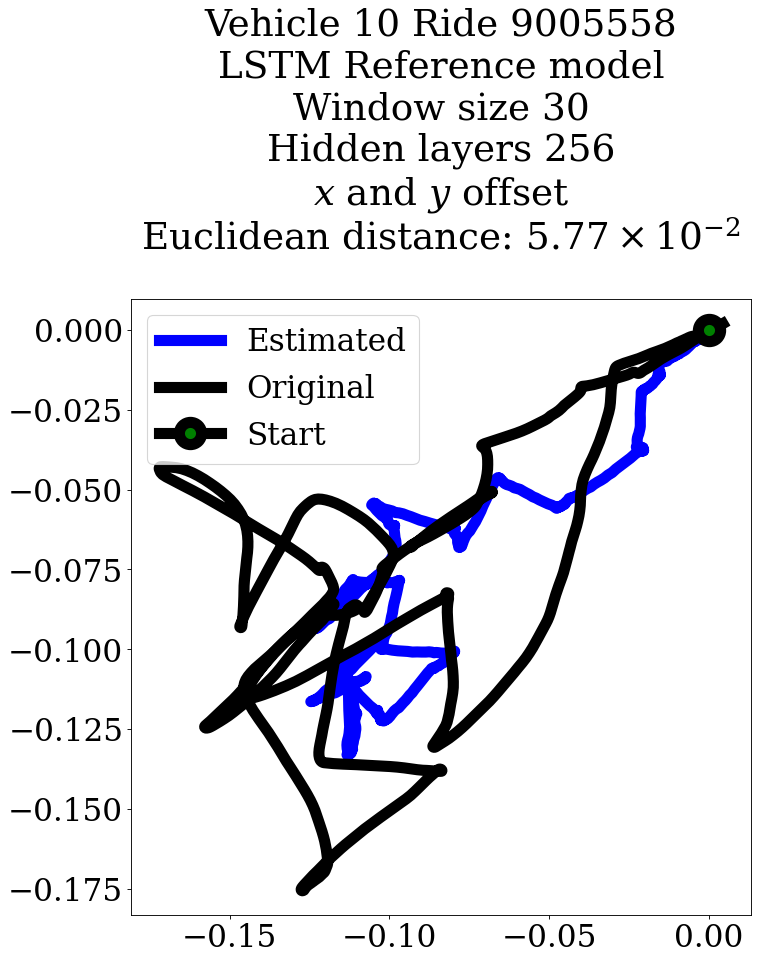 Vehicle 10 Ride 9005558
LSTM Reference model
Window size 30
Hidden layers 256
x and y offset
Euclidean distance: 5.77 × 10⁻²
Estimated
Original
Start
0.000
−0.025
−0.050
−0.075
−0.100
−0.125
−0.150
−0.175
−0.15 −0.10 −0.05 0.00